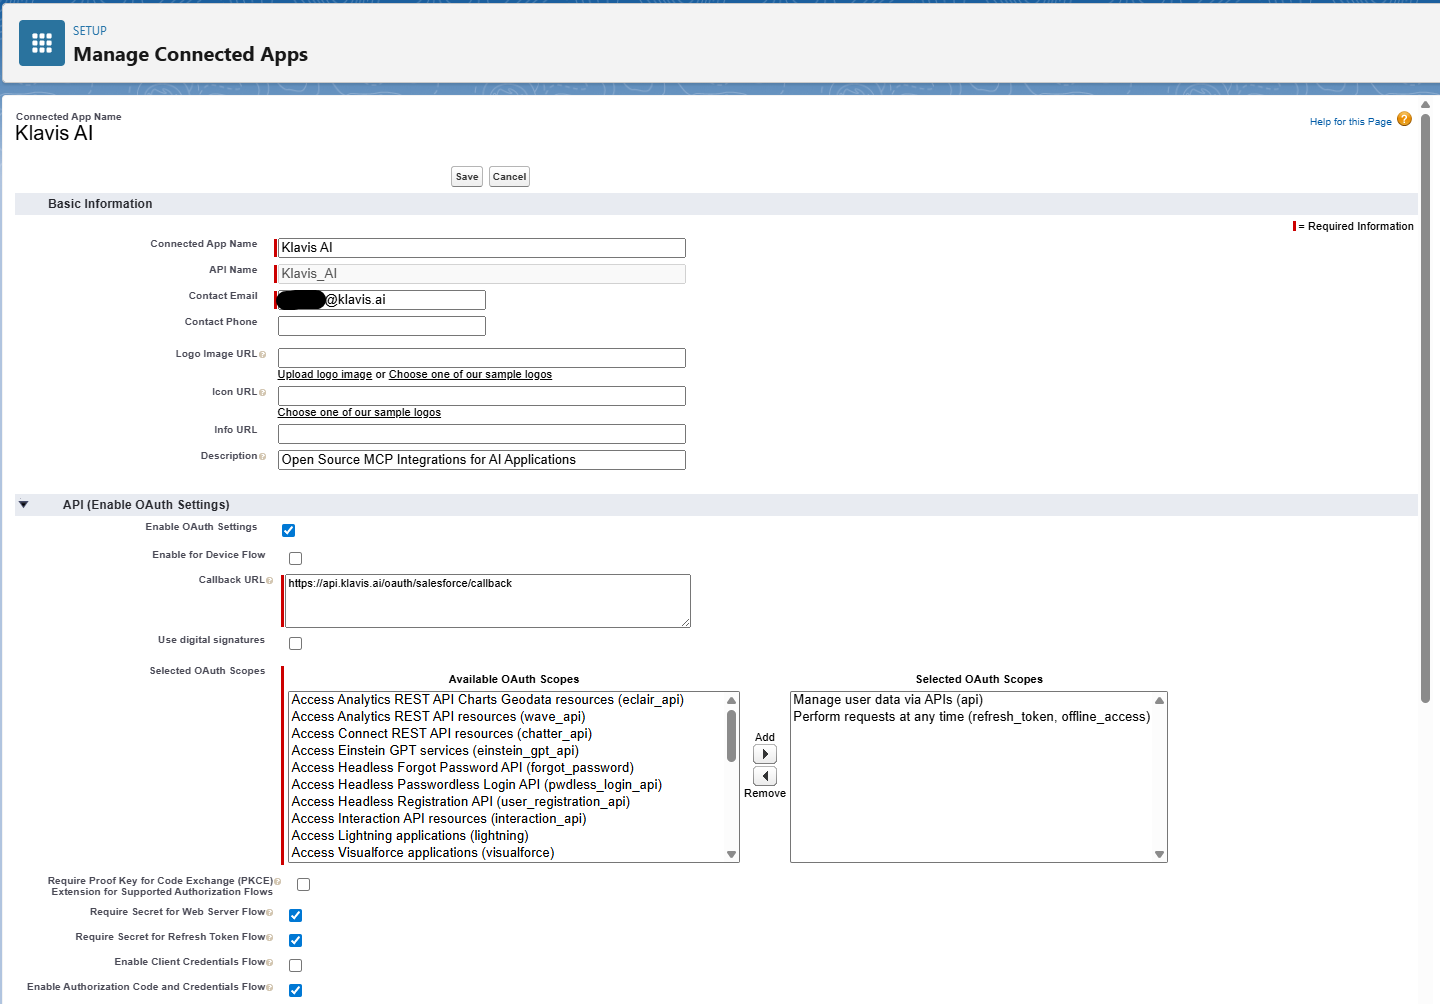 SETUP
Manage Connected Apps
Connected App Name
Klavis AI
Help for this Page ?
Save Cancel
Basic Information
= Required Information
Connected App Name Klavis AI
API Name Klavis_AI
Contact Email @klavis.ai
Contact Phone
Logo Image URL ?
Upload logo image or Choose one of our sample logos
Icon URL ?
Choose one of our sample logos
Info URL
Description ? Open Source MCP Integrations for AI Applications
API (Enable OAuth Settings)
Enable OAuth Settings
Enable for Device Flow
Callback URL ? https://api.klavis.ai/oauth/salesforce/callback
Use digital signatures
Selected OAuth Scopes
Available OAuth Scopes
Access Analytics REST API Charts Geodata resources (eclair_api)
Access Analytics REST API resources (wave_api)
Access Connect REST API resources (chatter_api)
Access Einstein GPT services (einstein_gpt_api)
Access Headless Forgot Password API (forgot_password)
Access Headless Passwordless Login API (pwdless_login_api)
Access Headless Registration API (user_registration_api)
Access Interaction API resources (interaction_api)
Access Lightning applications (lightning)
Access Visualforce applications (visualforce)
Add
Remove
Selected OAuth Scopes
Manage user data via APIs (api)
Perform requests at any time (refresh_token, offline_access)
Require Proof Key for Code Exchange (PKCE) ?
Extension for Supported Authorization Flows
Require Secret for Web Server Flow ?
Require Secret for Refresh Token Flow ?
Enable Client Credentials Flow ?
Enable Authorization Code and Credentials Flow ?